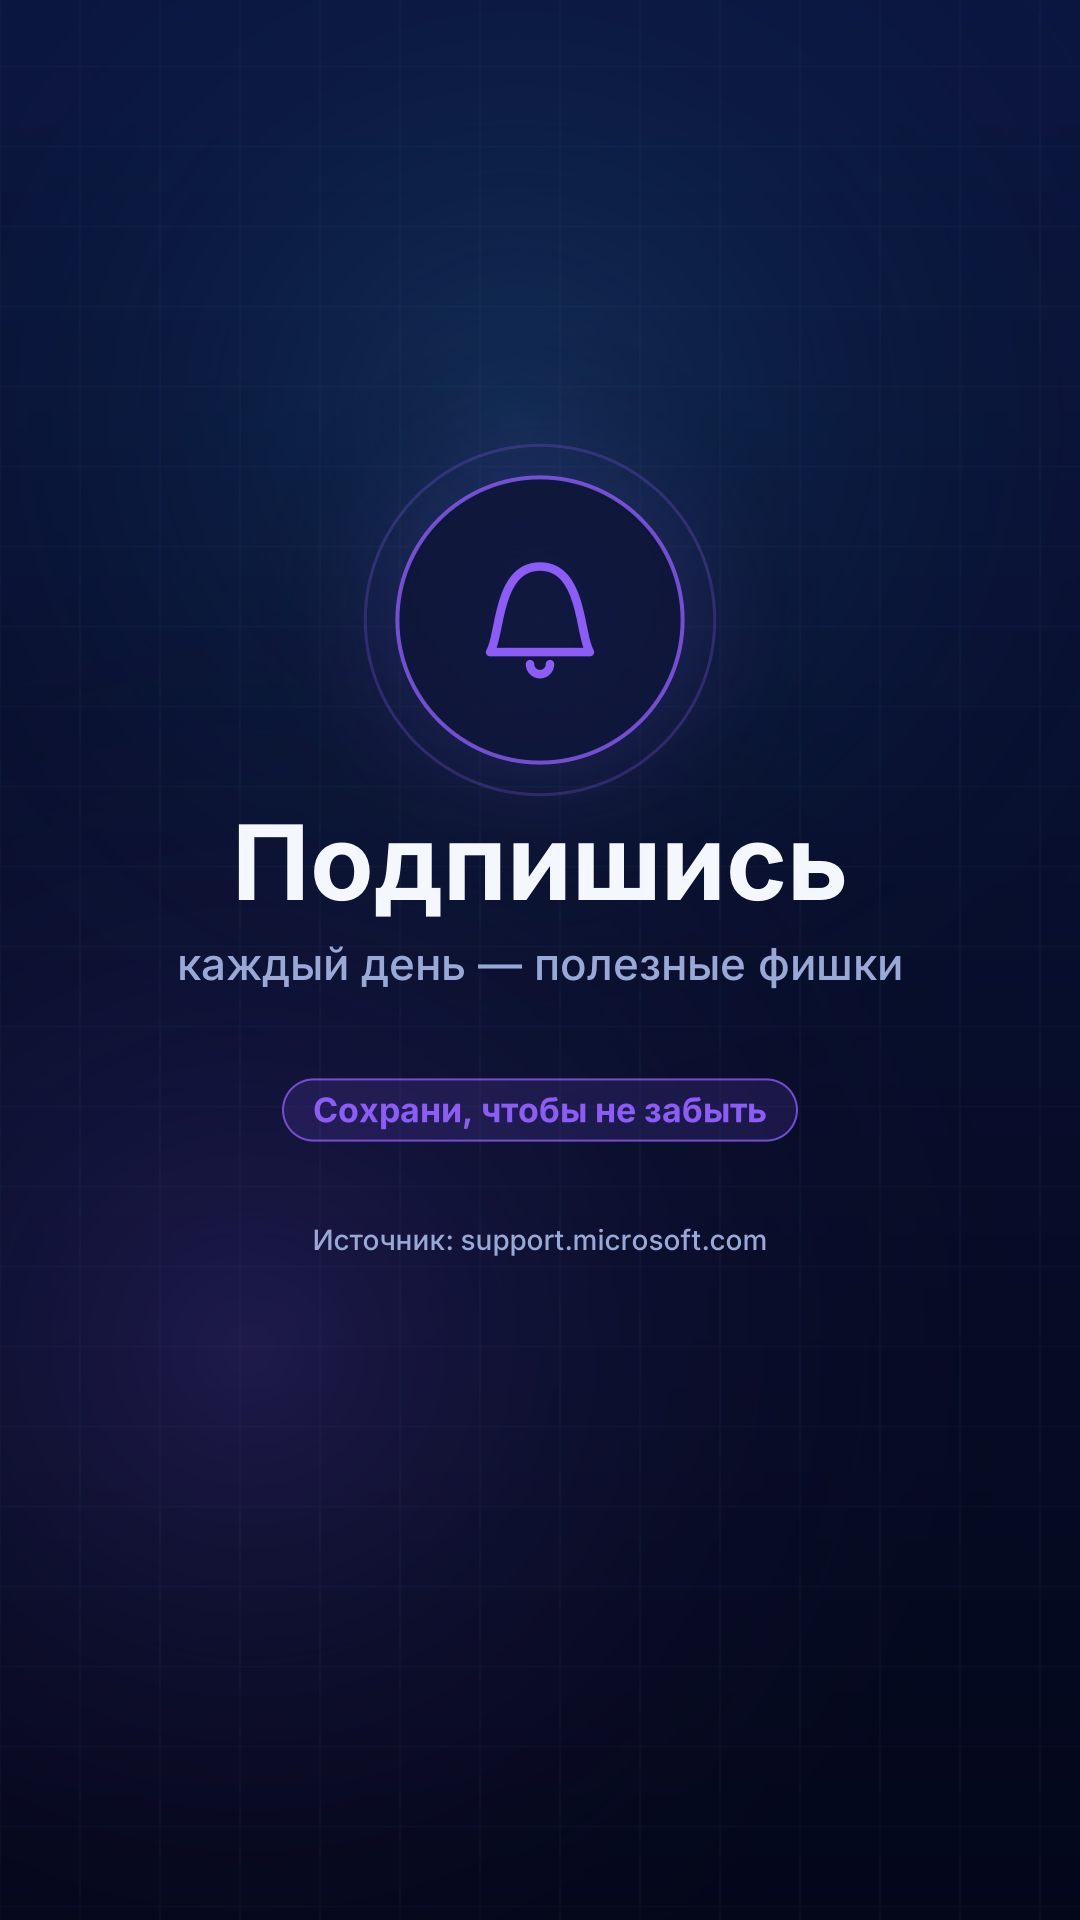 Подпишись
каждый день — полезные фишки
Сохрани, чтобы не забыть
Источник: support.microsoft.com